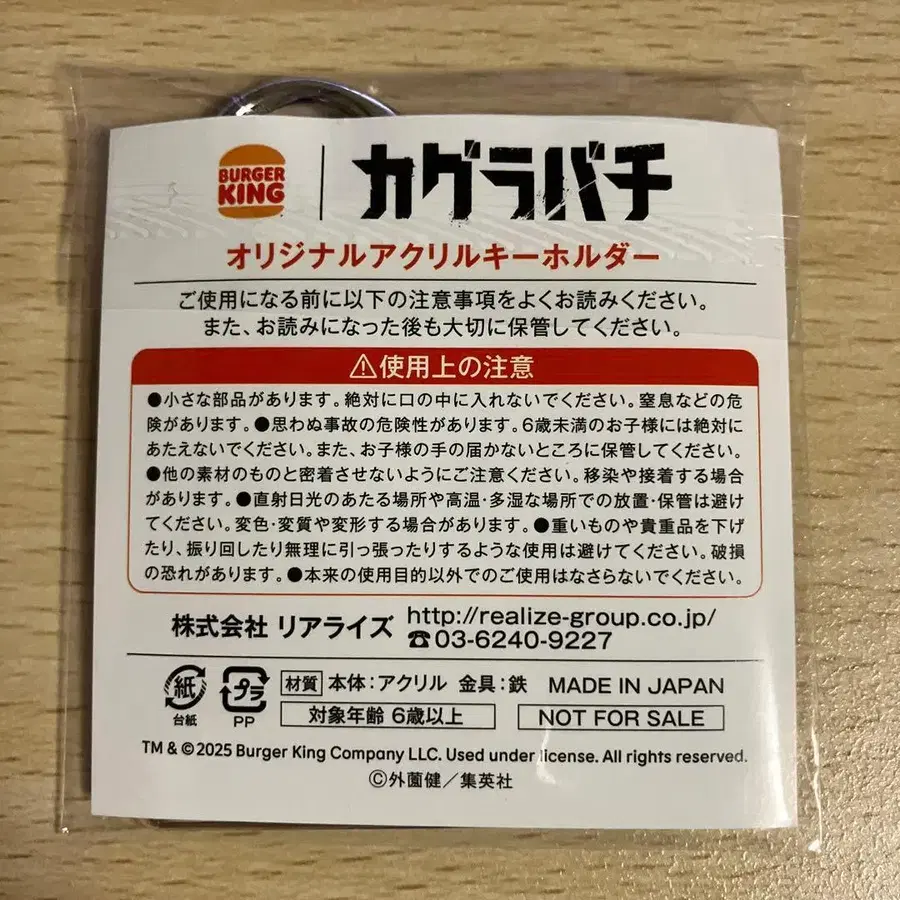 BURGER
KING
カグラバチ
オリジナルアクリルキーホルダー
ご使用になる前に以下の注意事項をよくお読みください。
また、お読みになった後も大切に保管してください。
⚠使用上の注意
●小さな部品があります。絶対に口の中に入れないでください。窒息などの危
険があります。●思わぬ事故の危険性があります。6歳未満のお子様には絶対に
あたえないでください。また、お子様の手の届かないところに保管してください。
●他の素材のものと密着させないようにご注意ください。移染や接着する場合
があります。●直射日光のあたる場所や高温・多湿な場所での放置・保管は避け
てください。変色・変質や変形する場合があります。●重いものや貴重品を下げ
たり、振り回したり無理に引っ張ったりするような使用は避けてください。破損
の恐れがあります。●本来の使用目的以外でのご使用はなさらないでください。
株式会社 リアライズ
http://realize-group.co.jp/
☎03-6240-9227
紙
台紙
プラ
PP
材質 本体:アクリル 金具:鉄 MADE IN JAPAN
対象年齢 6歳以上
NOT FOR SALE
TM & ©2025 Burger King Company LLC. Used under license. All rights reserved.
©外薗健/集英社